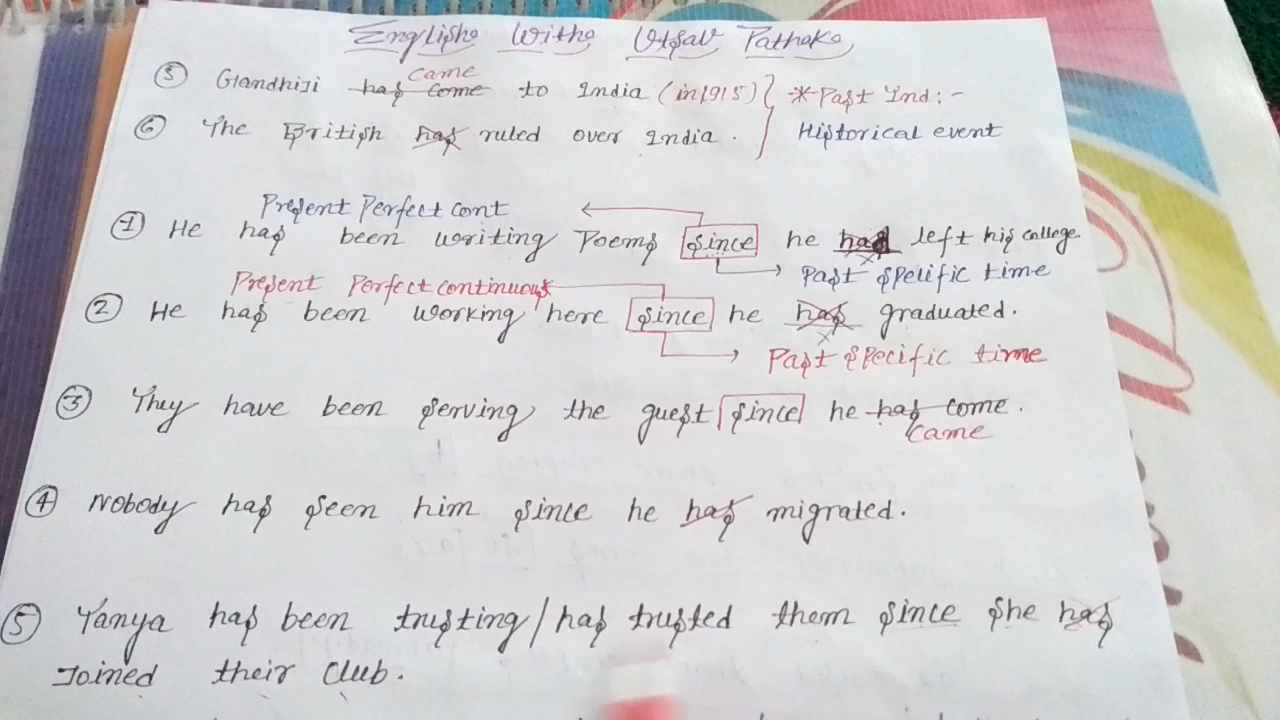 English With Utsav Pathak
⑤ Gandhiji has come came to India (in 1915) } * Past Ind :-
⑥ The British has ruled over India. Historical event
Present Perfect cont
① He has been writing Poems since he has left his college.
Past specific time
Present Perfect continuous
② He has been working here since he has graduated.
x
Past specific time
③ They have been serving the guest since he has come.
came
④ Nobody has seen him since he has migrated.
⑤ Tanya has been trusting / has trusted them since she has
Joined their club.